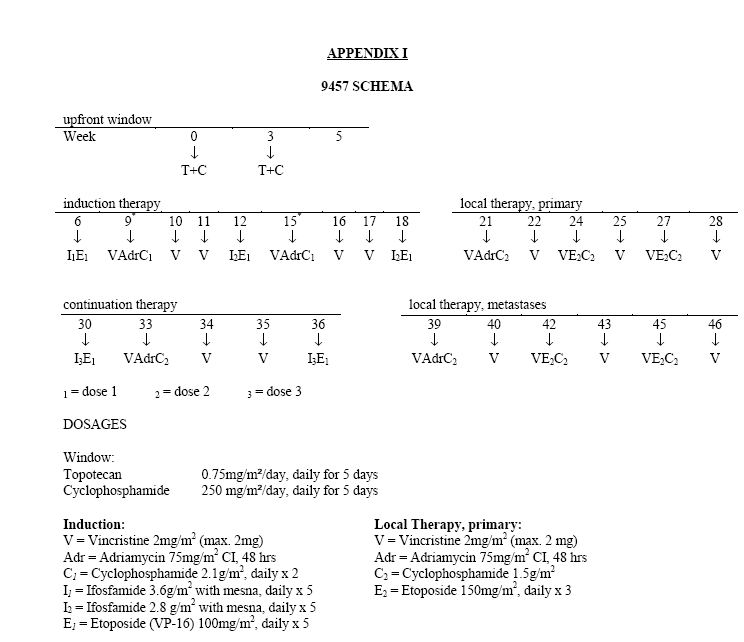 APPENDIX I
9457 SCHEMA
upfront window
Week 0 3 5
↓ ↓
T+C T+C
induction therapy
6 9* 10 11 12 15* 16 17 18
↓ ↓ ↓ ↓ ↓ ↓ ↓ ↓ ↓
I₁E₁ VAdrC₁ V V I₂E₁ VAdrC₁ V V I₂E₁
local therapy, primary
21 22 24 25 27 28
↓ ↓ ↓ ↓ ↓ ↓
VAdrC₂ V VE₂C₂ V VE₂C₂ V
continuation therapy
30 33 34 35 36
↓ ↓ ↓ ↓ ↓
I₃E₁ VAdrC₂ V V I₃E₁
local therapy, metastases
39 40 42 43 45 46
↓ ↓ ↓ ↓ ↓ ↓
VAdrC₂ V VE₂C₂ V VE₂C₂ V
₁ = dose 1 ₂ = dose 2 ₃ = dose 3
DOSAGES
Window:
Topotecan 0.75mg/m²/day, daily for 5 days
Cyclophosphamide 250 mg/m²/day, daily for 5 days
Induction:
V = Vincristine 2mg/m² (max. 2mg)
Adr = Adriamycin 75mg/m² CI, 48 hrs
C₁ = Cyclophosphamide 2.1g/m², daily x 2
I₁ = Ifosfamide 3.6g/m² with mesna, daily x 5
I₂ = Ifosfamide 2.8 g/m² with mesna, daily x 5
E₁ = Etoposide (VP-16) 100mg/m², daily x 5
Local Therapy, primary:
V = Vincristine 2mg/m² (max. 2 mg)
Adr = Adriamycin 75mg/m² CI, 48 hrs
C₂ = Cyclophosphamide 1.5g/m²
E₂ = Etoposide 150mg/m², daily x 3